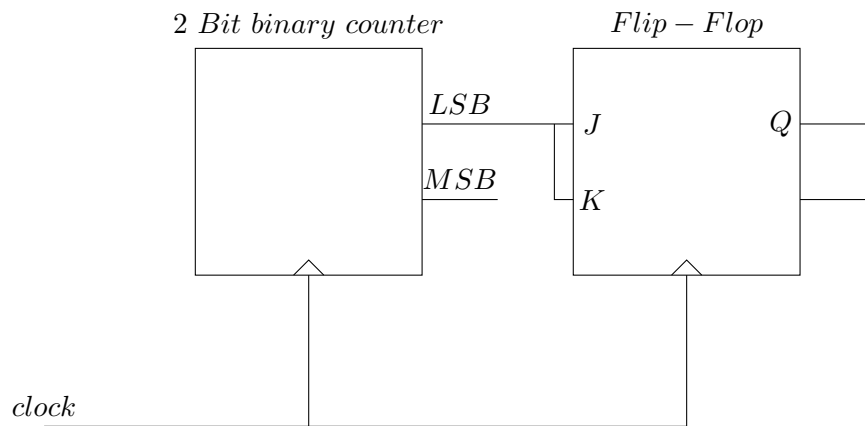 2 Bit binary counter
Flip − Flop
LSB
MSB
J
K
Q
clock